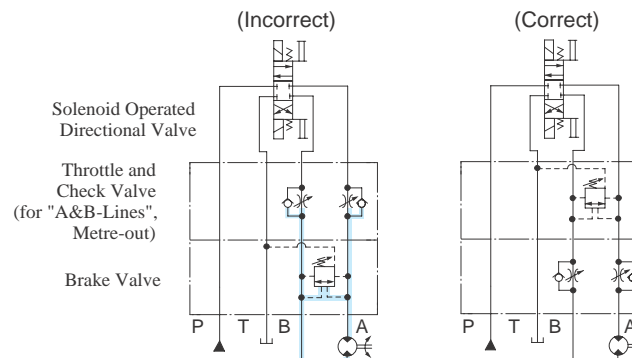 (Incorrect)
(Correct)
Solenoid Operated
Directional Valve
Throttle and
Check Valve
(for "A&B-Lines",
Metre-out)
Brake Valve
P T B A
P T B A